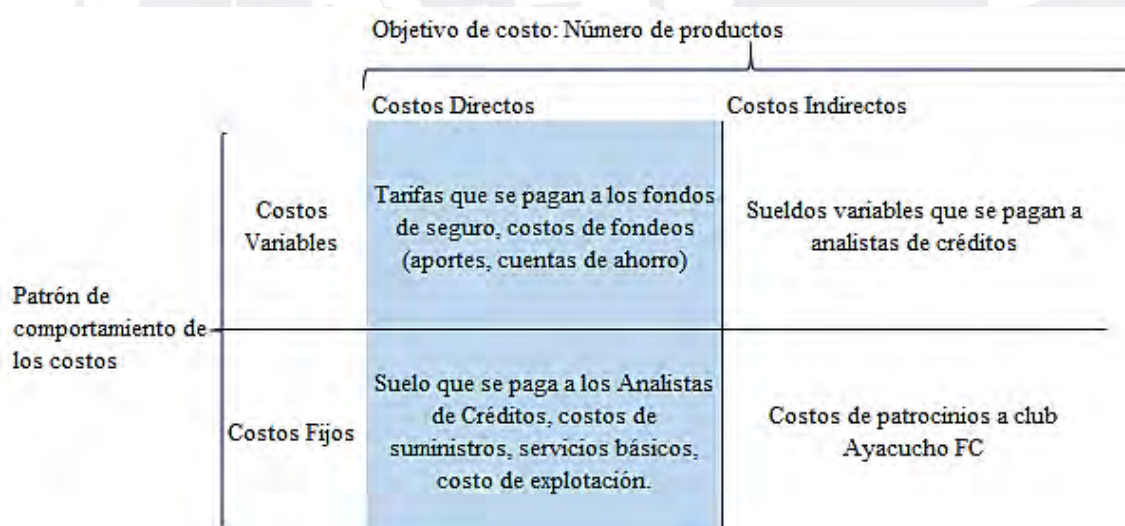 Objetivo de costo: Número de productos
Costos Directos
Costos Indirectos
Costos
Variables
Tarifas que se pagan a los fondos
de seguro, costos de fondeos
(aportes, cuentas de ahorro)
Sueldos variables que se pagan a
analistas de créditos
Patrón de
comportamiento de
los costos
Costos Fijos
Suelo que se paga a los Analistas
de Créditos, costos de
suministros, servicios básicos,
costo de explotación.
Costos de patrocinios a club
Ayacucho FC